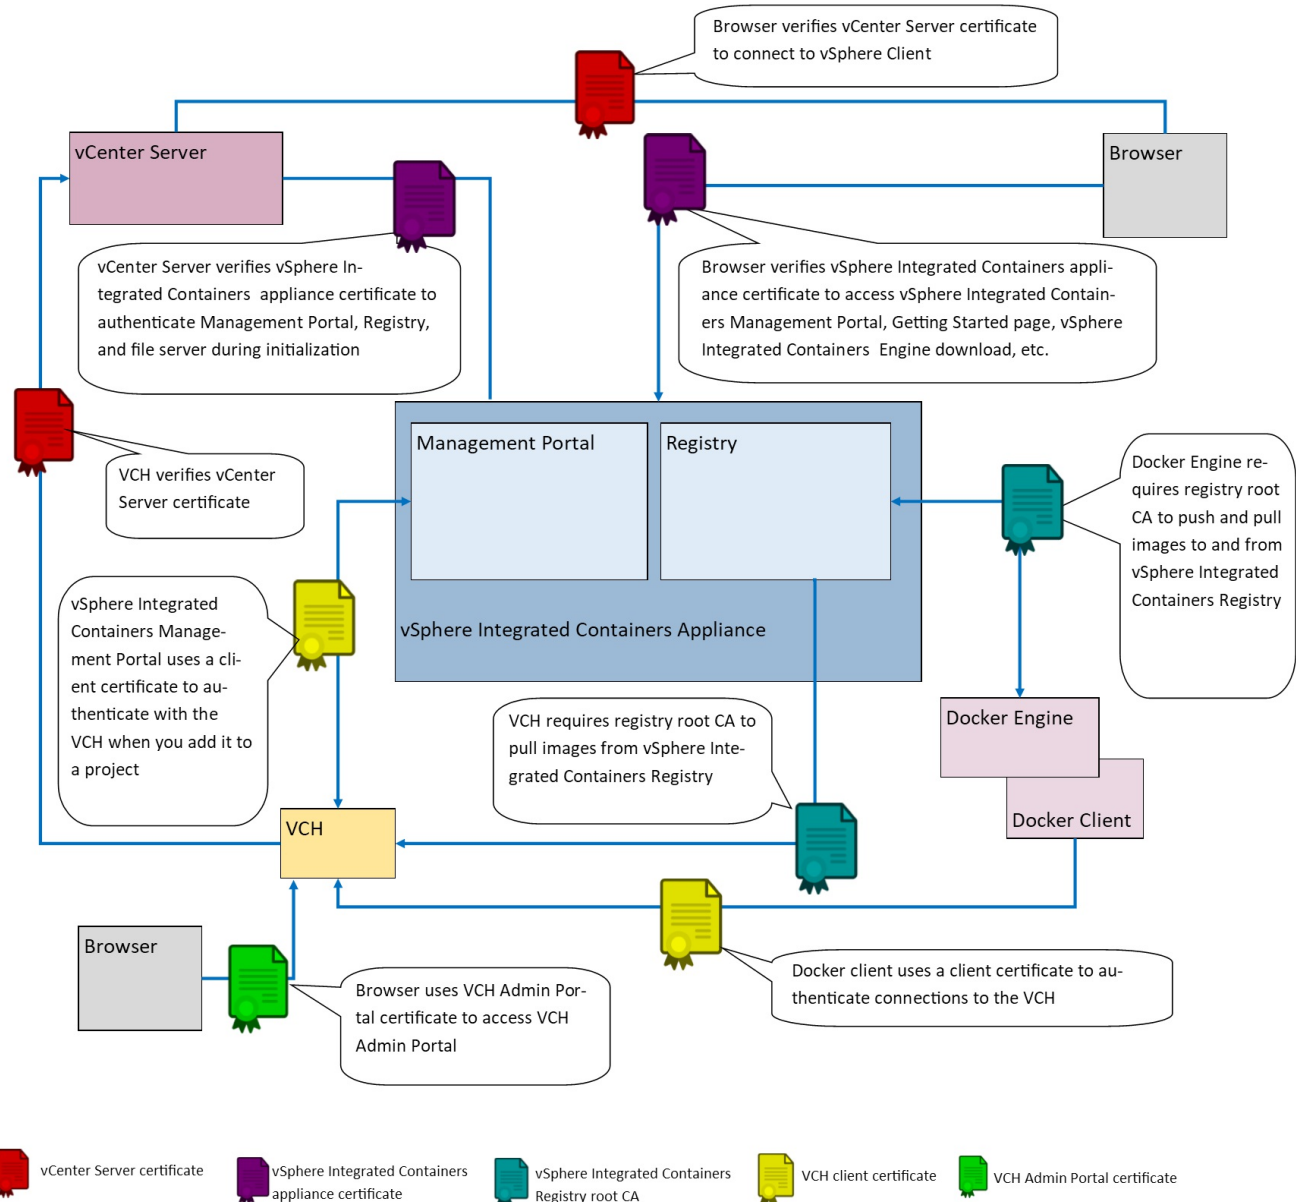 Browser verifies vCenter Server certificate
to connect to vSphere Client
vCenter Server
Browser
vCenter Server verifies vSphere In-
tegrated Containers appliance certificate to
authenticate Management Portal, Registry,
and file server during initialization
Browser verifies vSphere Integrated Containers appli-
ance certificate to access vSphere Integrated Contain-
ers Management Portal, Getting Started page, vSphere
Integrated Containers Engine download, etc.
VCH verifies vCenter
Server certificate
Management Portal
Registry
vSphere Integrated Containers Appliance
Docker Engine re-
quires registry root
CA to push and pull
images to and from
vSphere Integrated
Containers Registry
vSphere Integrated
Containers Manage-
ment Portal uses a cli-
ent certificate to au-
thenticate with the
VCH when you add it to
a project
VCH requires registry root CA to
pull images from vSphere Inte-
grated Containers Registry
Docker Engine
Docker Client
VCH
Browser
Browser uses VCH Admin Por-
tal certificate to access VCH
Admin Portal
Docker client uses a client certificate to au-
thenticate connections to the VCH
vCenter Server certificate
vSphere Integrated Containers
appliance certificate
vSphere Integrated Containers
Registry root CA
VCH client certificate
VCH Admin Portal certificate